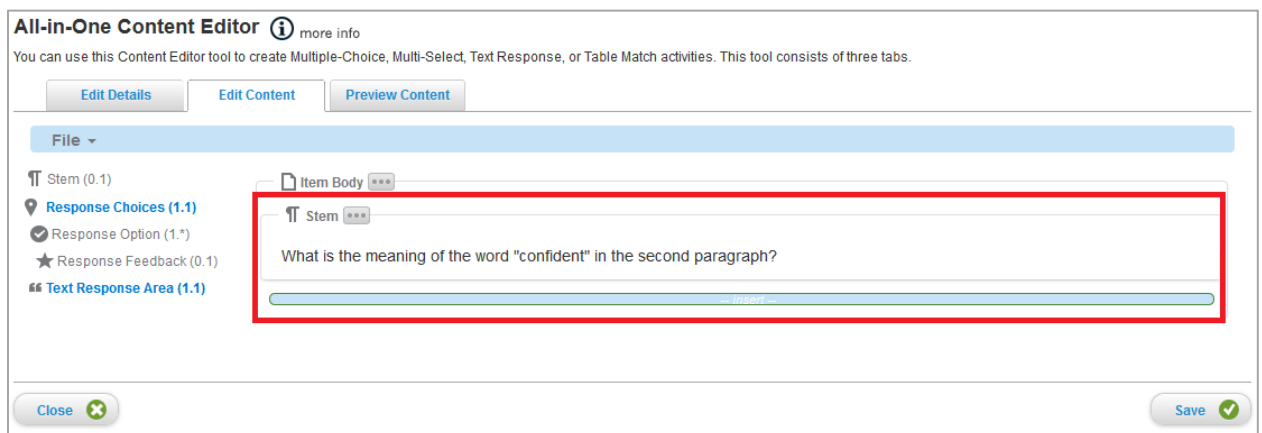 All-in-One Content Editor more info
You can use this Content Editor tool to create Multiple-Choice, Multi-Select, Text Response, or Table Match activities. This tool consists of three tabs.
Edit Details Edit Content Preview Content
File
Stem (0.1)
Response Choices (1.1)
Response Option (1.*)
Response Feedback (0.1)
Text Response Area (1.1)
Item Body
Stem
What is the meaning of the word "confident" in the second paragraph?
-- insert --
Close Save